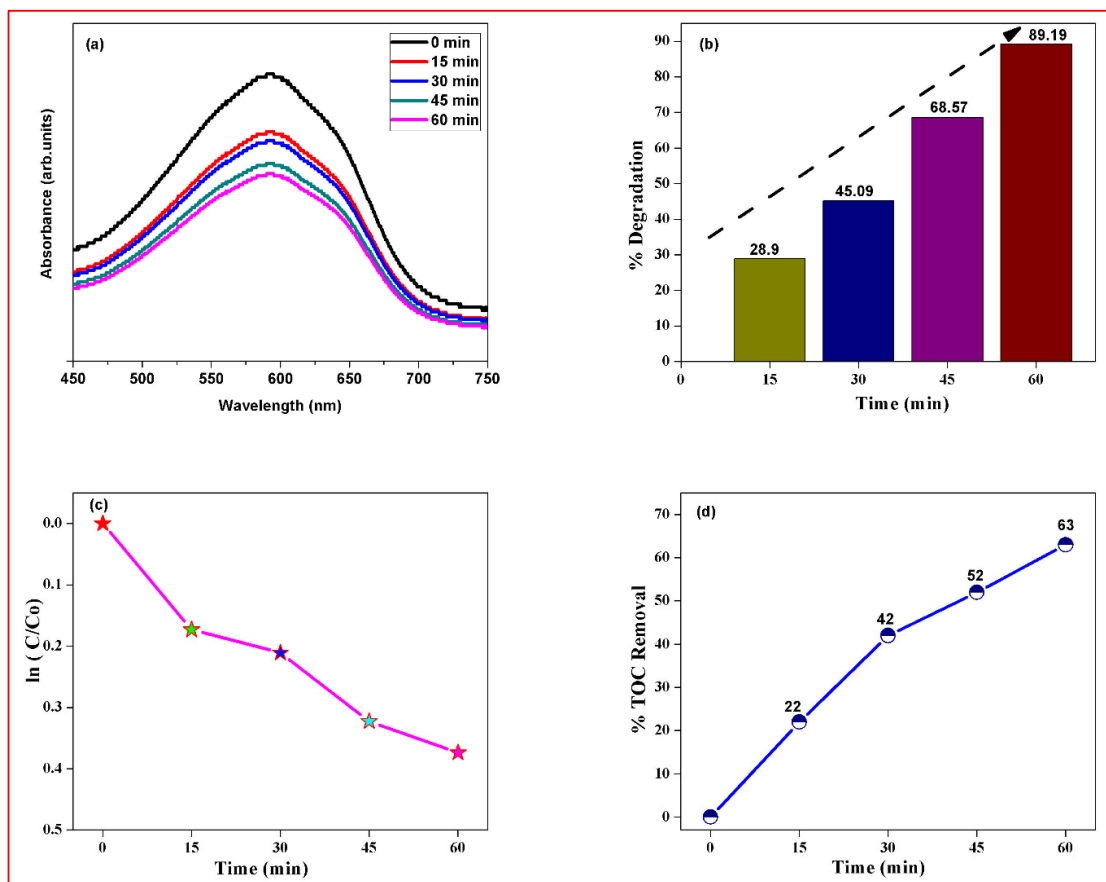 (a)
0 min
15 min
30 min
45 min
60 min
Absorbance (arb.units)
450 500 550 600 650 700 750
Wavelength (nm)
(b)
90
80
70
60
50
40
30
20
10
0
28.9
45.09
68.57
89.19
% Degradation
0 15 30 45 60
Time (min)
(c)
0.0
0.1
0.2
0.3
0.4
0.5
ln ( C/Co)
0 15 30 45 60
Time (min)
(d)
70
60
50
40
30
20
10
0
22
42
52
63
% TOC Removal
0 15 30 45 60
Time (min)